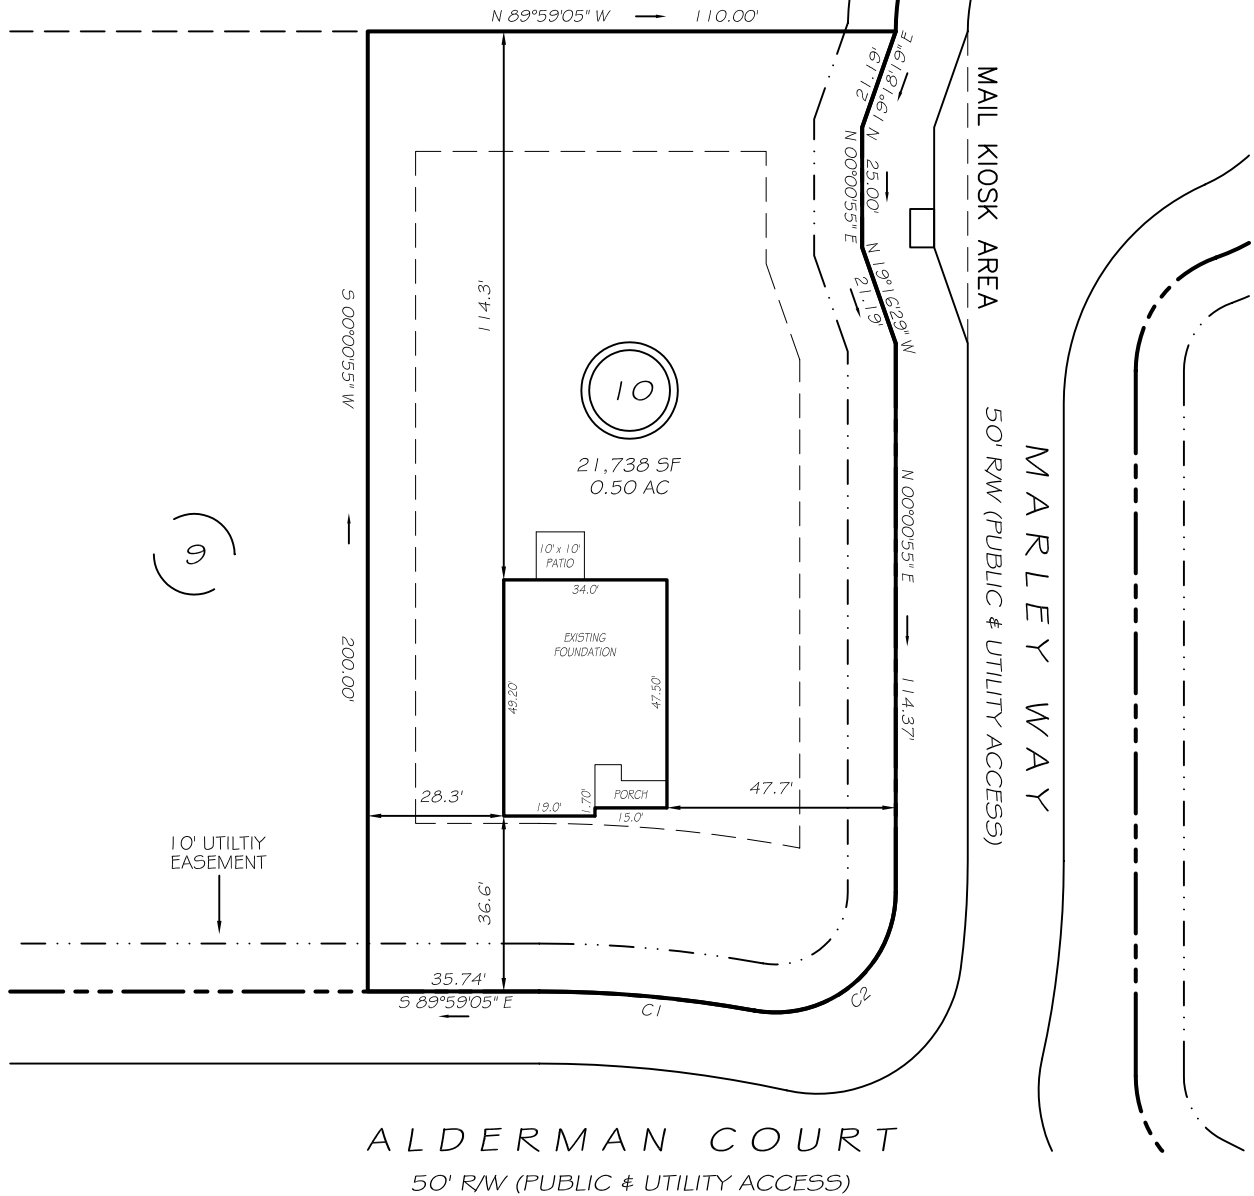 N 89°59'05" W 110.00'
21.19'
N 19°18'19" E
MAIL KIOSK AREA
N 00°00'55" E
25.00'
N 19°16'29" W
21.19'
S 00°00'55" W
114.3'
10
21,738 SF
0.50 AC
50' R/W (PUBLIC & UTILITY ACCESS)
MARLEY WAY
N 00°00'55" E
9
10' x 10'
PATIO
34.0'
EXISTING
FOUNDATION
200.00'
49.20'
47.50'
114.37'
28.3'
19.0'
1.70'
PORCH
15.0'
47.7'
10' UTILTIY
EASEMENT
36.6'
35.74'
S 89°59'05" E
C1
C2
ALDERMAN COURT
50' R/W (PUBLIC & UTILITY ACCESS)